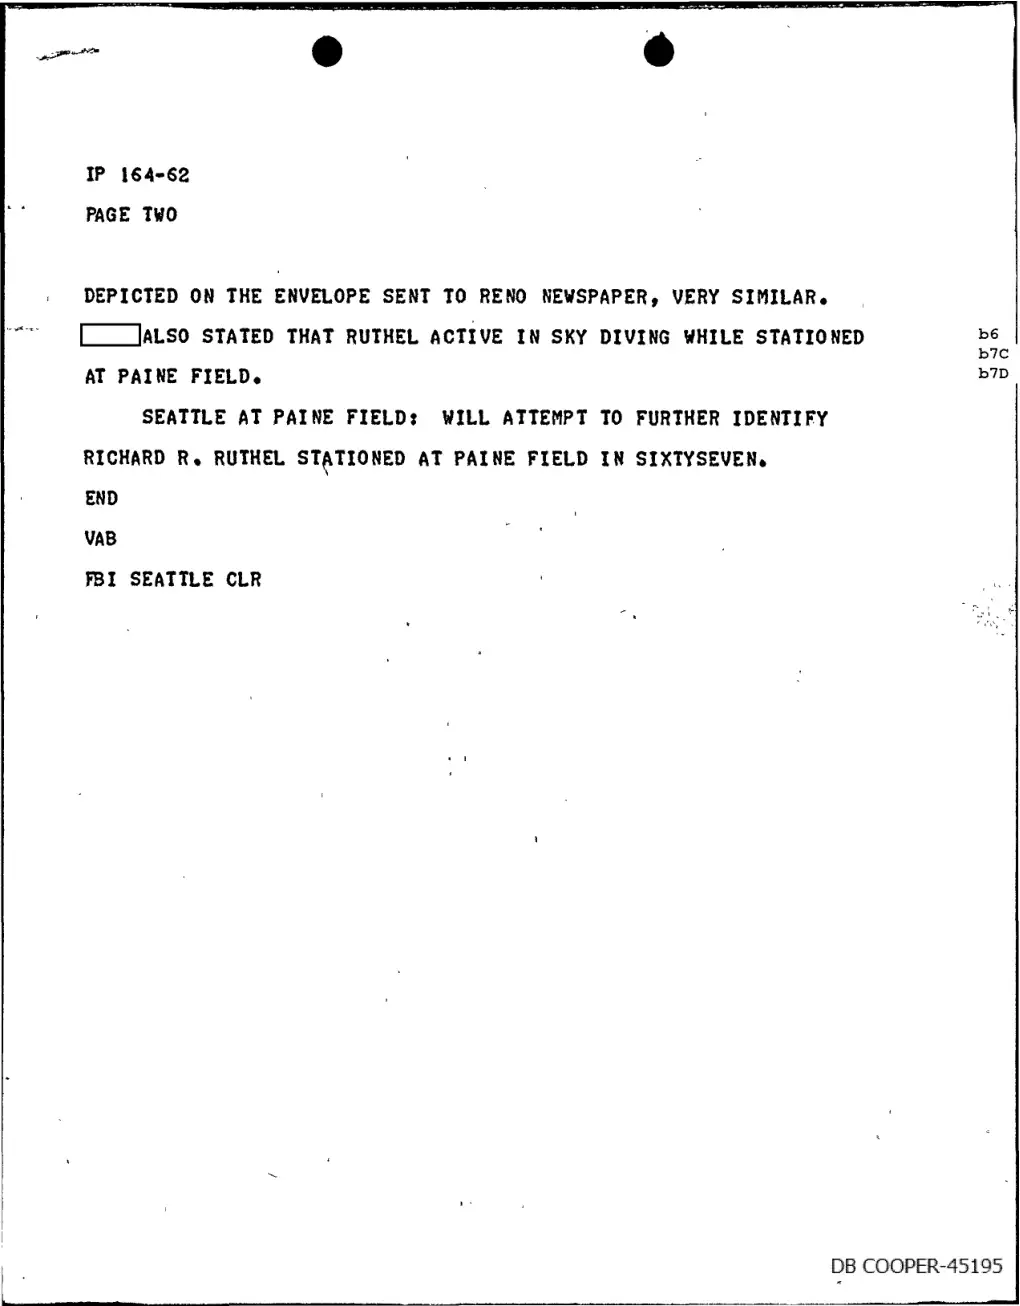 IP 164-62
PAGE TWO
DEPICTED ON THE ENVELOPE SENT TO RENO NEWSPAPER, VERY SIMILAR.
ALSO STATED THAT RUTHEL ACTIVE IN SKY DIVING WHILE STATIONED
b6
b7C
AT PAINE FIELD.
b7D
SEATTLE AT PAINE FIELD: WILL ATTEMPT TO FURTHER IDENTIFY
RICHARD R. RUTHEL STATIONED AT PAINE FIELD IN SIXTYSEVEN.
END
VAB
FBI SEATTLE CLR
DB COOPER-45195